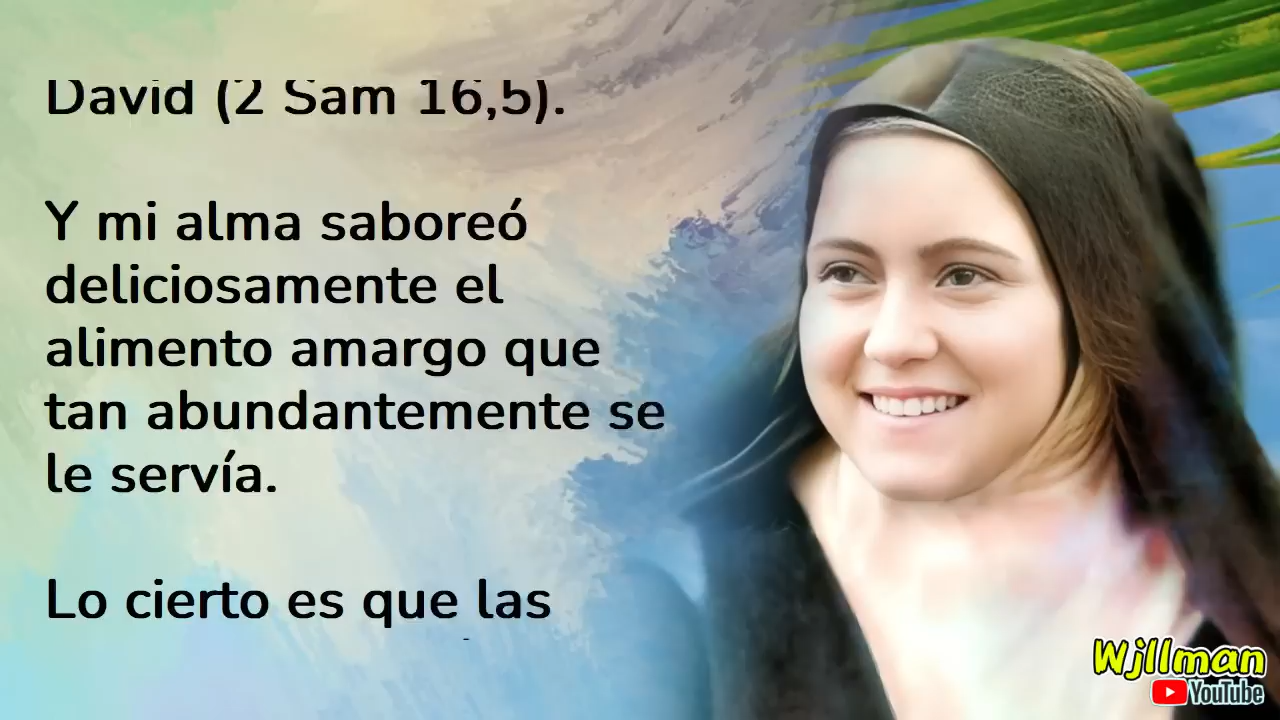 David (2 Sam 16,5).
Y mi alma saboreó
deliciosamente el
alimento amargo que
tan abundantemente se
le servía.
Lo cierto es que las
Wjllman
YouTube